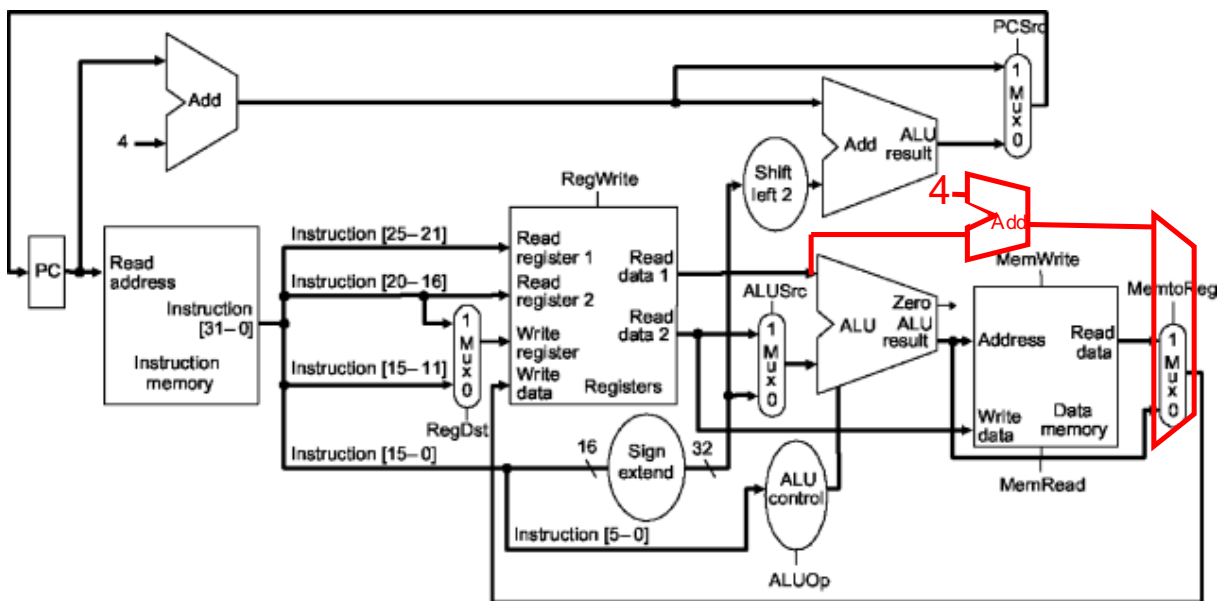 PCSrc
1
M
u
x
0
Add
4
Add
ALU
result
Shift
left 2
4
Add
RegWrite
PC
Read
address
Instruction
[31–0]
Instruction
memory
Instruction [25–21]
Instruction [20–16]
Instruction [15–11]
Instruction [15–0]
Instruction [5–0]
1
M
u
x
0
RegDst
Read
register 1
Read
register 2
Write
register
Write
data
Read
data 1
Read
data 2
Registers
16
Sign
extend
32
ALUSrc
1
M
u
x
0
Zero
ALU
ALU
result
ALU
control
ALUOp
MemWrite
Address
Read
data
Write
data
Data
memory
MemRead
MemtoReg
1
M
u
x
0